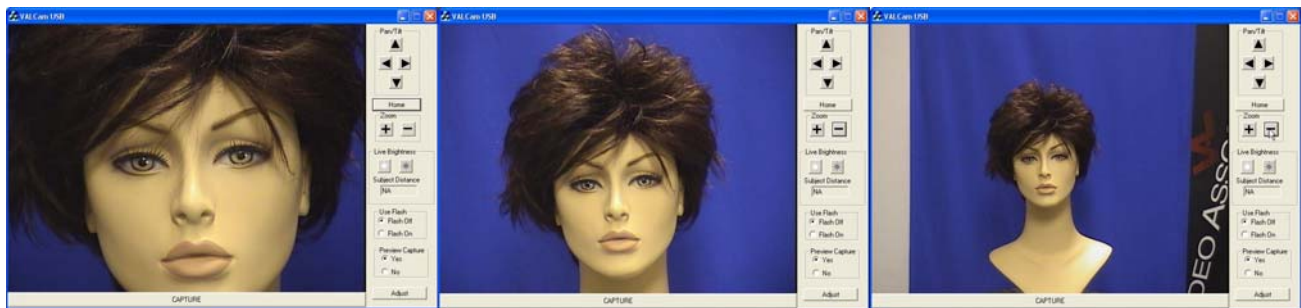 VALCam USB
Pan/Tilt
Home
Zoom
Live Brightness
Subject Distance
NA
Use Flash
Flash Off
Flash On
Preview Capture
Yes
No
Adjust
CAPTURE
VALCam USB
Pan/Tilt
Home
Zoom
Live Brightness
Subject Distance
NA
Use Flash
Flash Off
Flash On
Preview Capture
Yes
No
Adjust
CAPTURE
VALCam USB
DEO ASSO
Pan/Tilt
Home
Zoom
Live Brightness
Subject Distance
NA
Use Flash
Flash Off
Flash On
Preview Capture
Yes
No
Adjust
CAPTURE